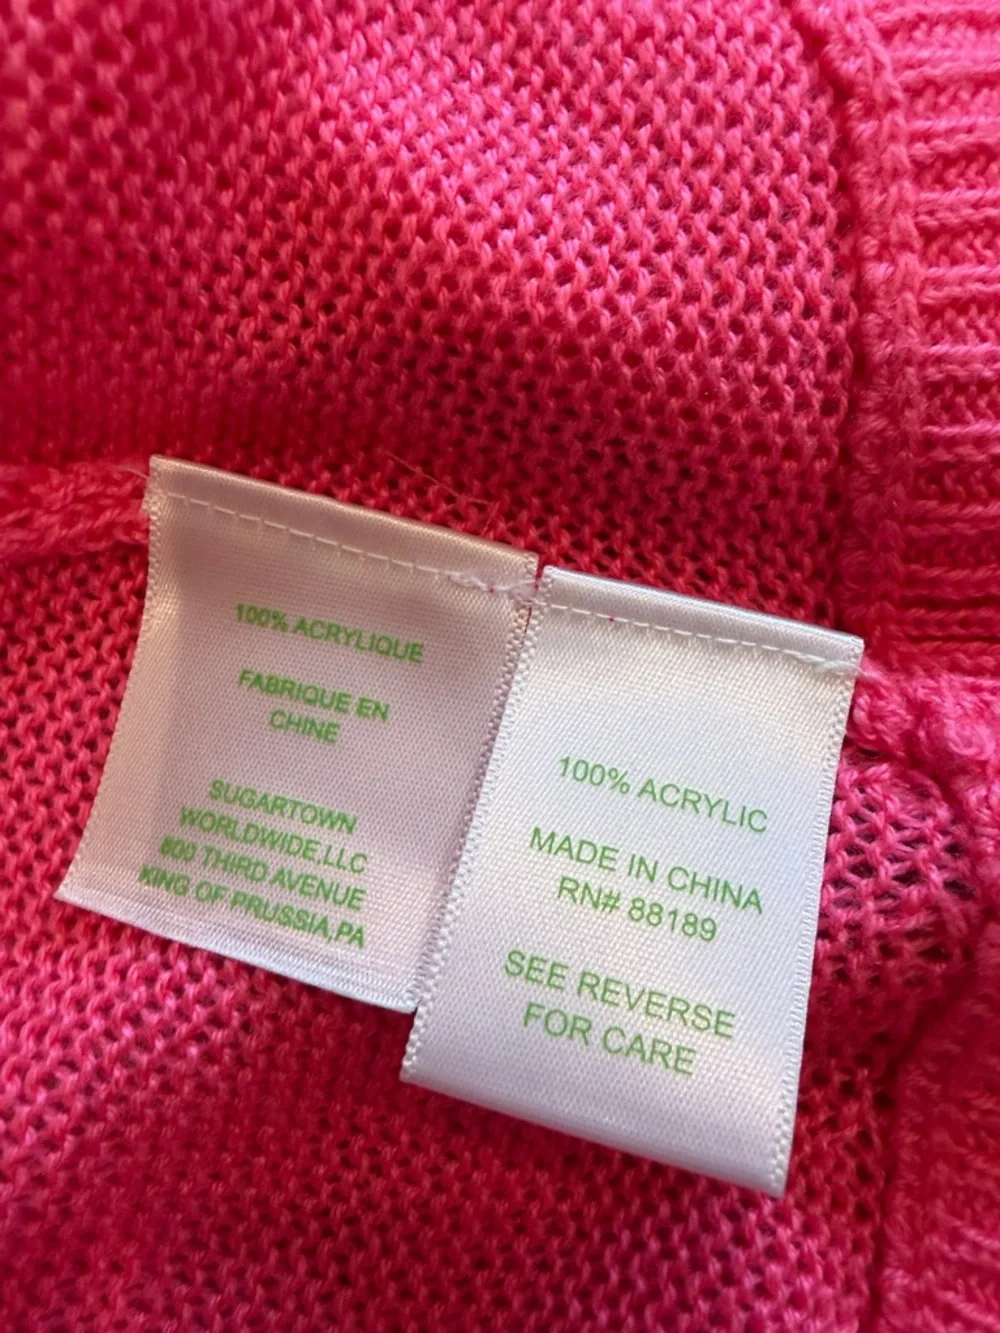 100% ACRYLIQUE
FABRIQUE EN
CHINE
SUGARTOWN
WORLDWIDE,LLC
800 THIRD AVENUE
KING OF PRUSSIA,PA
100% ACRYLIC
MADE IN CHINA
RN# 88189
SEE REVERSE
FOR CARE